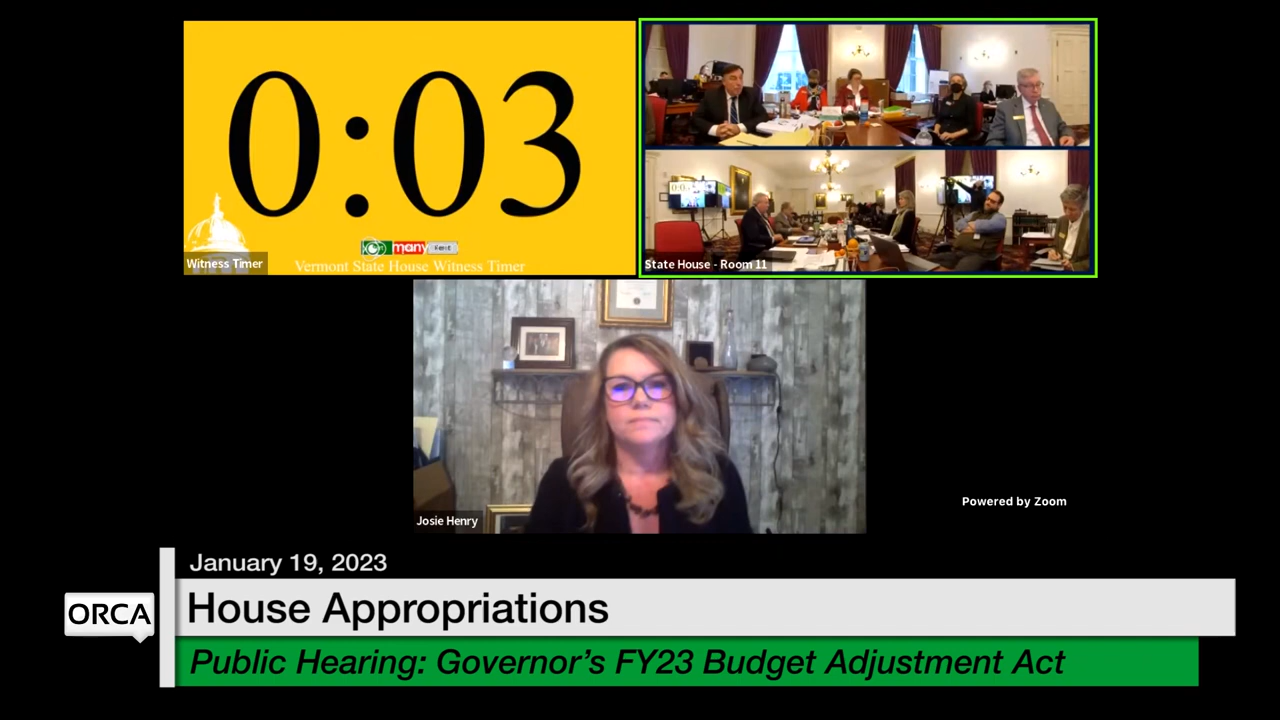 0:03
many
Vermont State House Witness Timer
Witness Timer
State House - Room 11
Josie Henry
Powered by Zoom
January 19, 2023
ORCA
House Appropriations
Public Hearing: Governor's FY23 Budget Adjustment Act